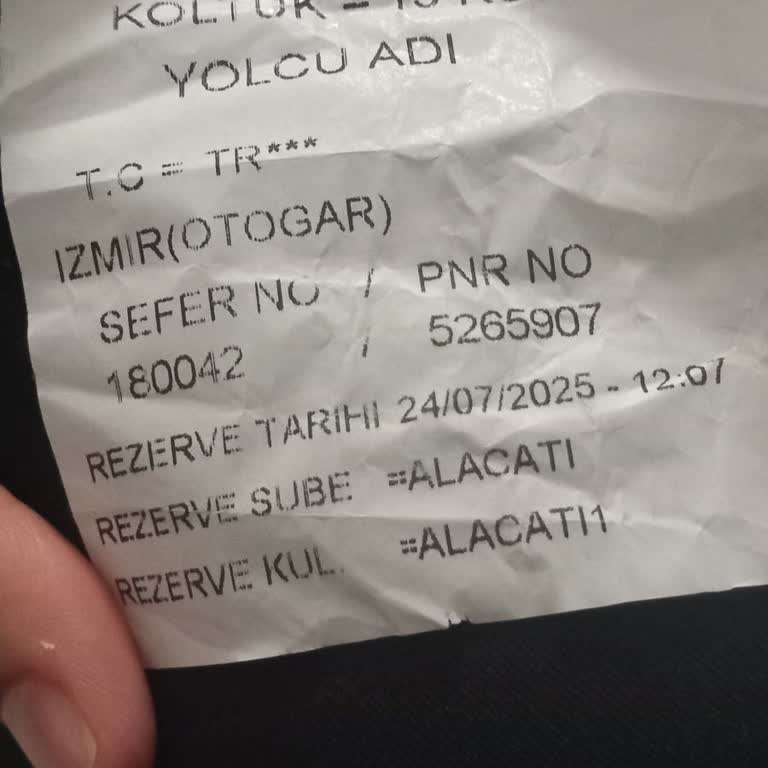 KOLTUK -
YOLCU ADI
T.C = TR***
IZMIR(OTOGAR)
SEFER NO / PNR NO
180042 / 5265907
REZERVE TARIHI 24/07/2025 - 12:07
REZERVE SUBE =ALACATI
REZERVE KUL. =ALACATI1